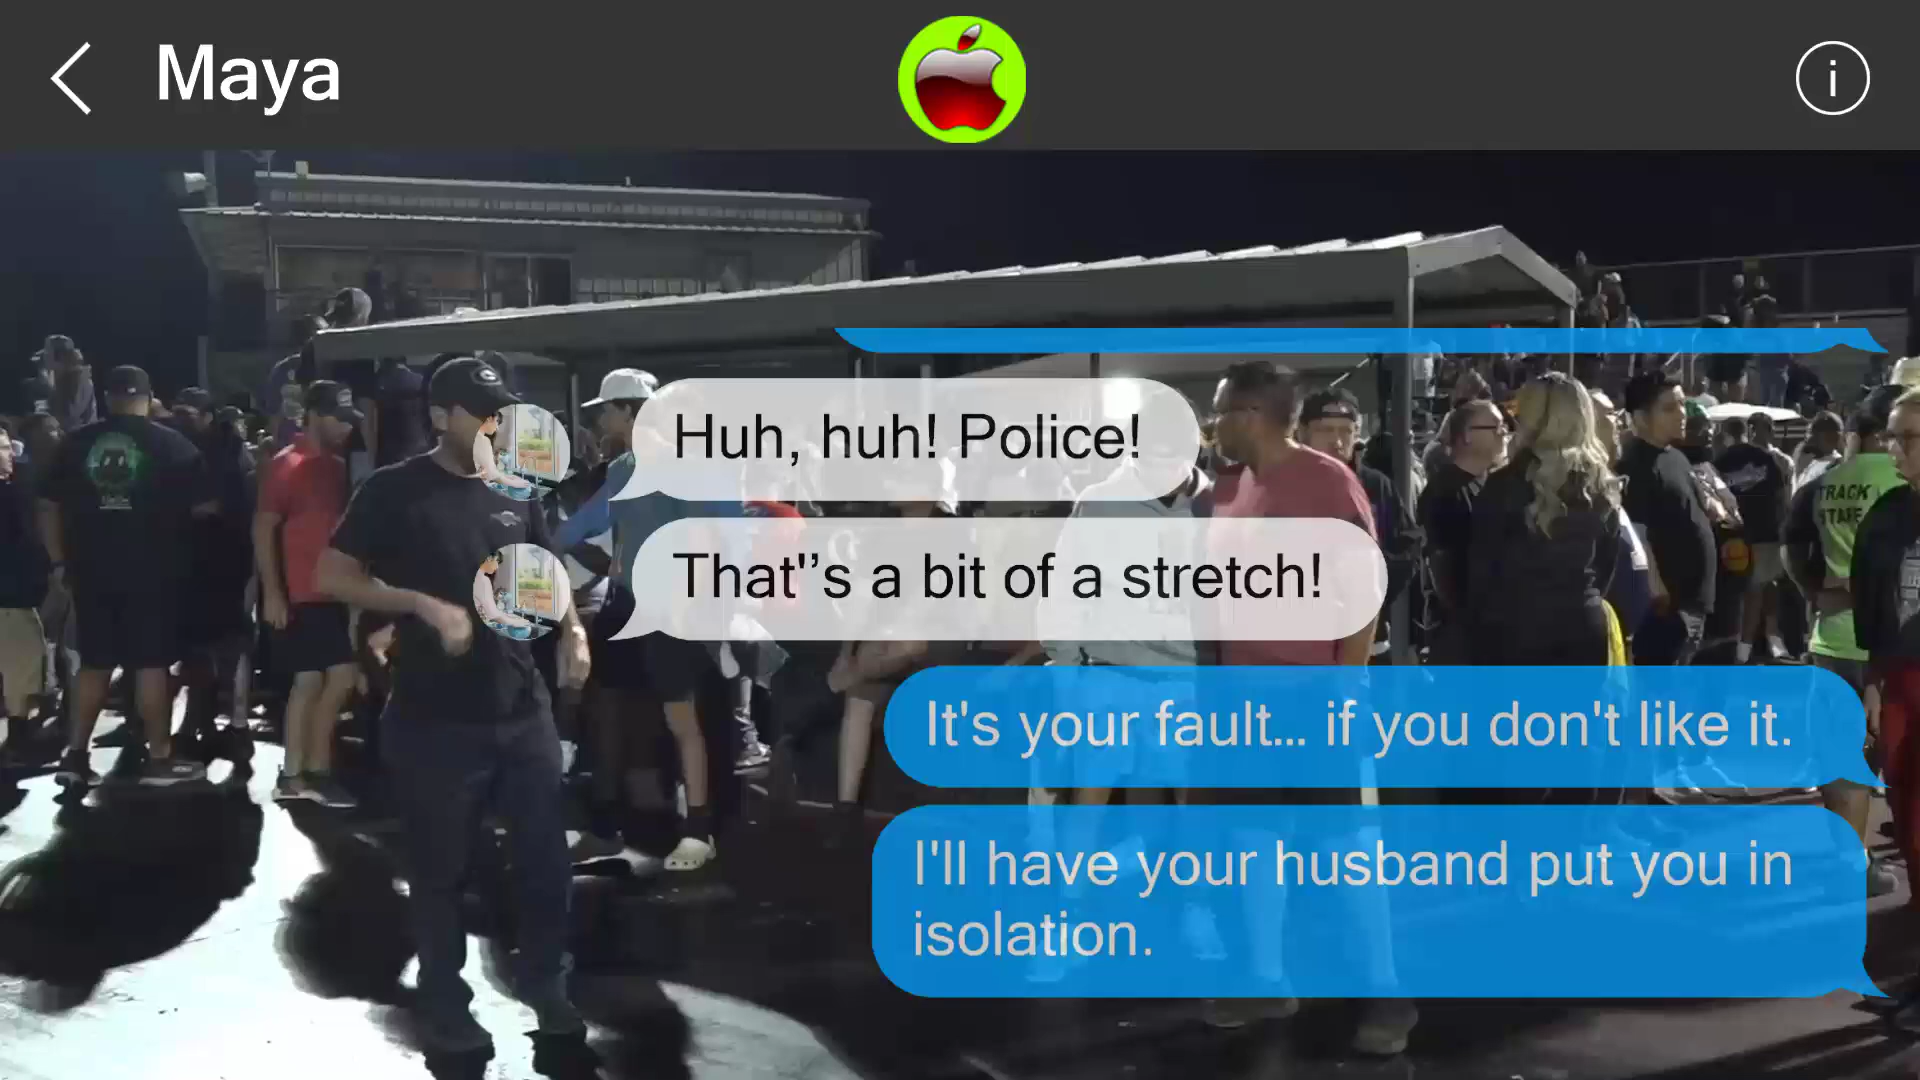 Maya
Huh, huh! Police!
That"’s a bit of a stretch!
It's your fault... if you don't like it.
I'll have your husband put you in
isolation.
TRACK